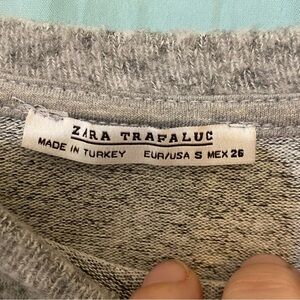 ZARA TRAFALUC
MADE IN TURKEY EUR/USA S MEX 26